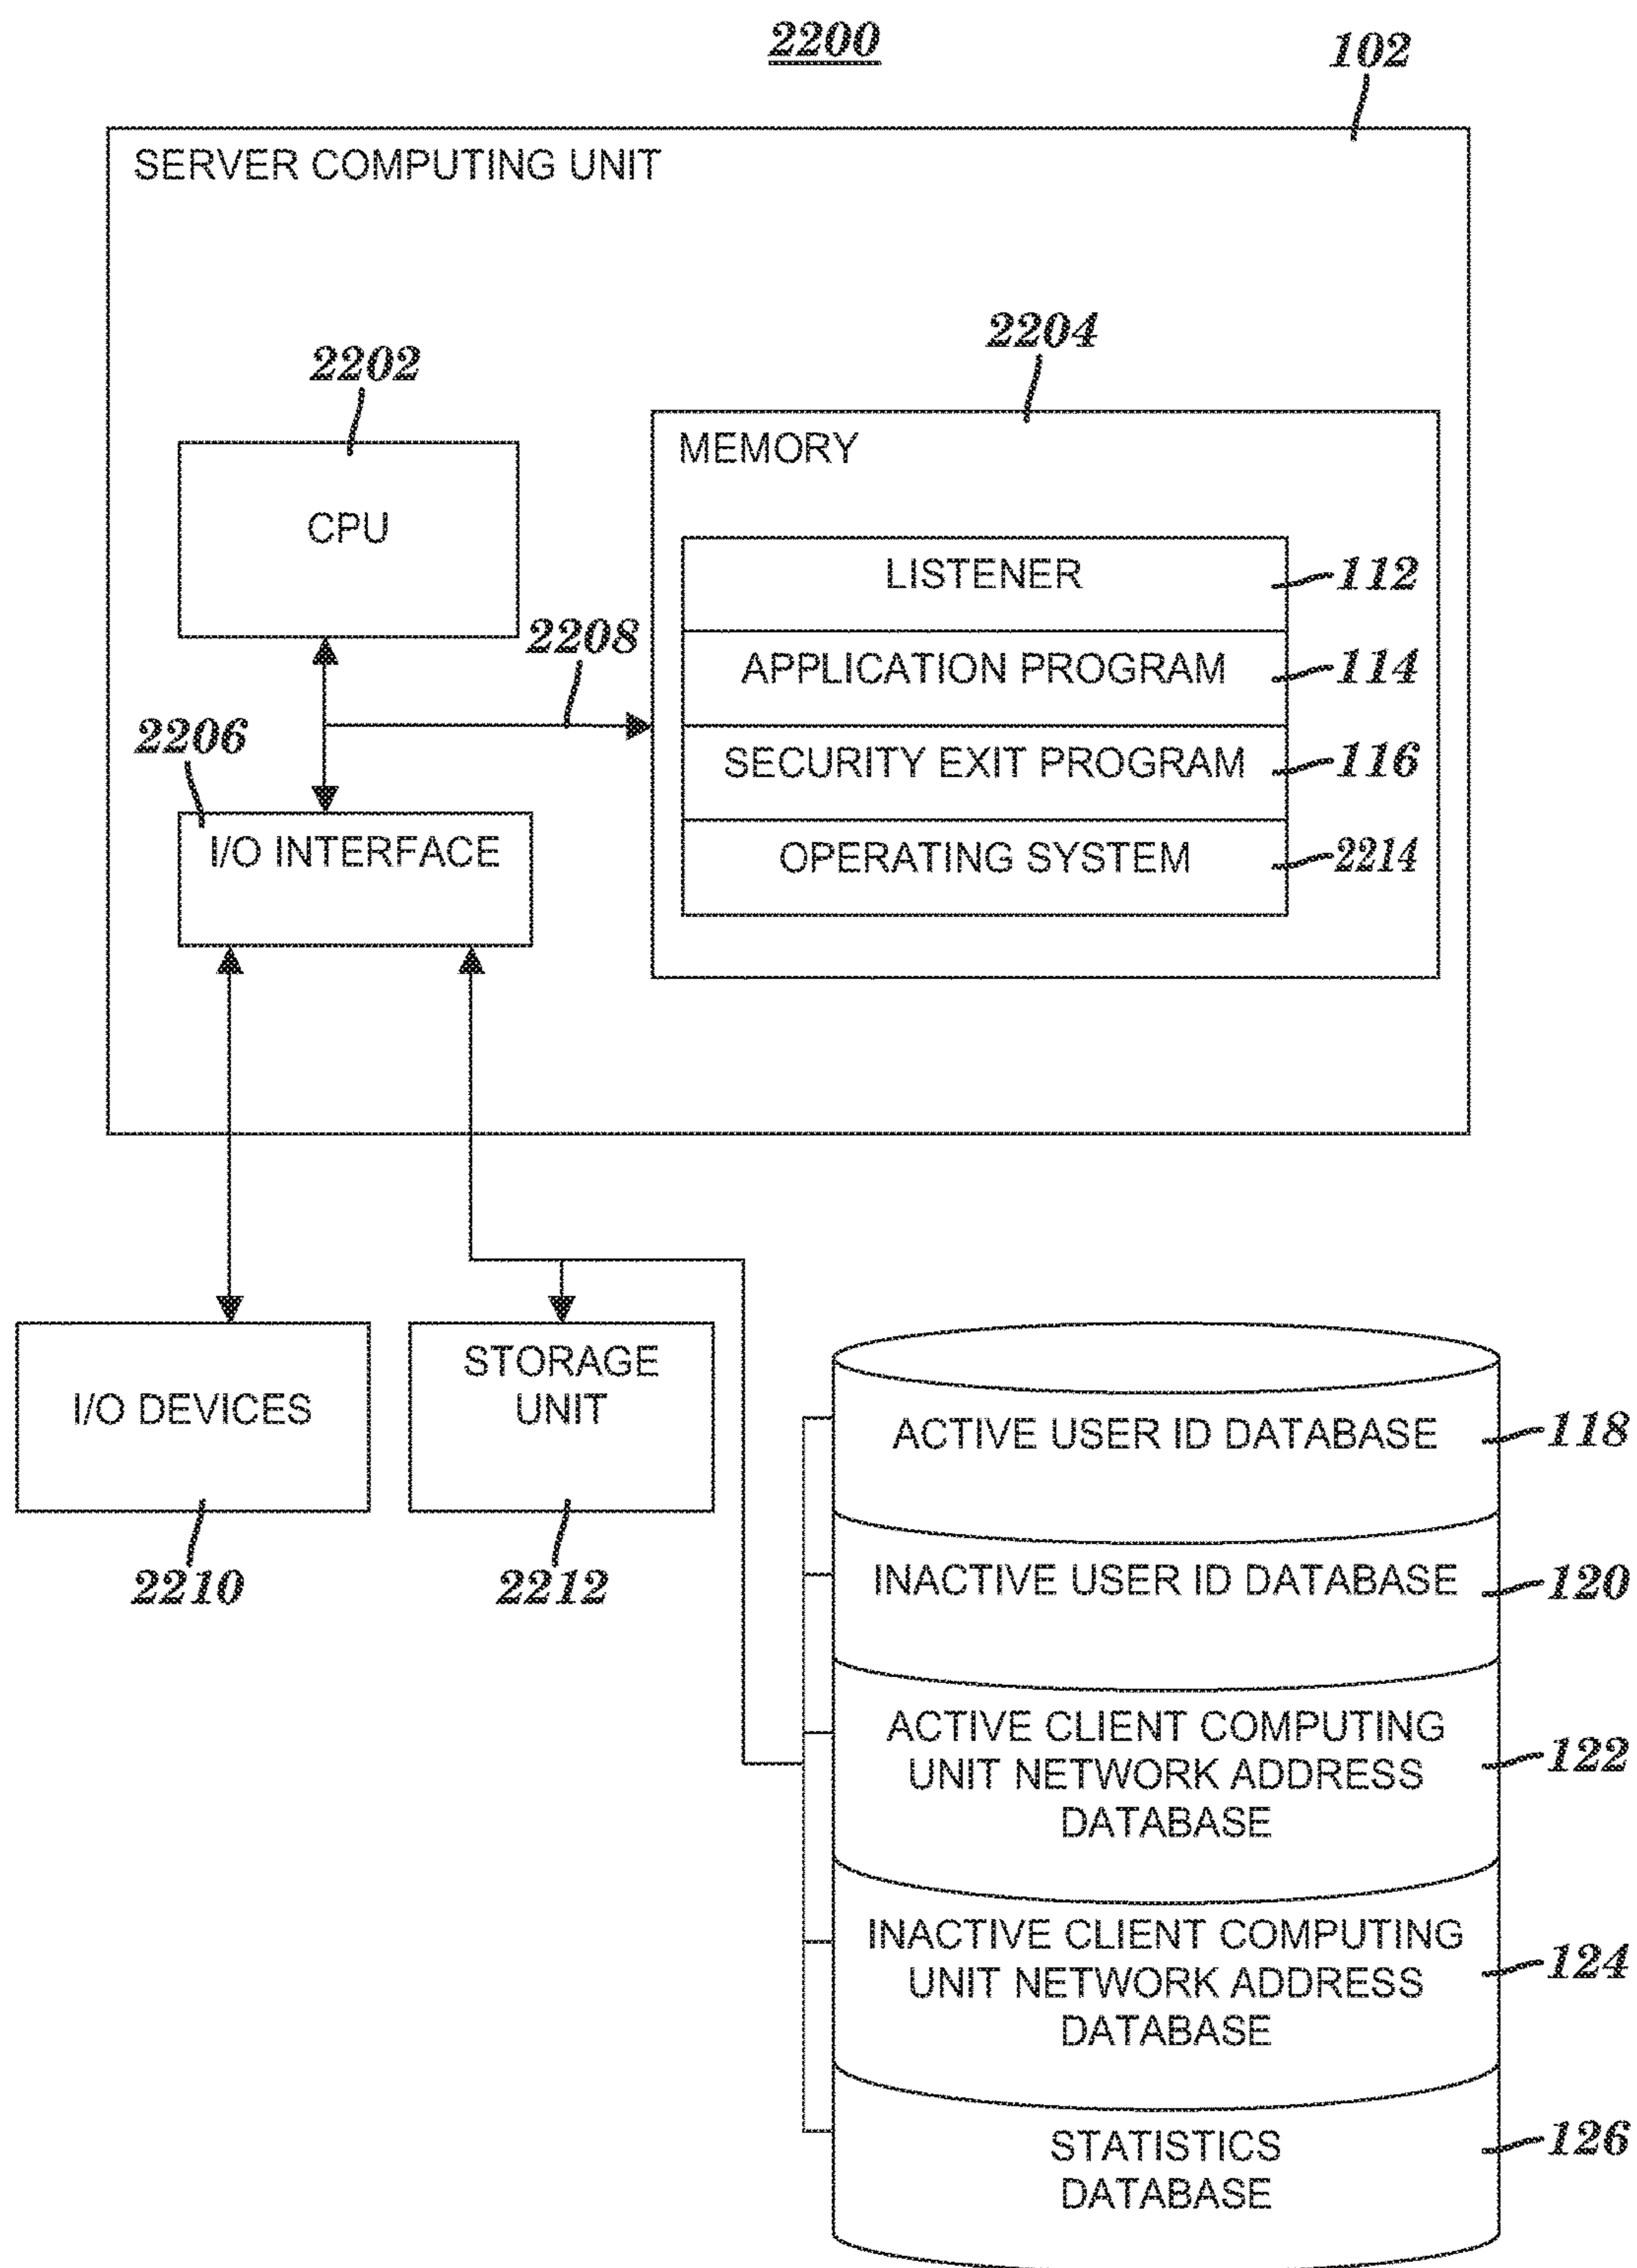 2200
102
SERVER COMPUTING UNIT
2204
2202
MEMORY
CPU
LISTENER
112
2208
APPLICATION PROGRAM
114
2206
SECURITY EXIT PROGRAM
116
I/O INTERFACE
OPERATING SYSTEM
2214
STORAGE
UNIT
I/O DEVICES
ACTIVE USER ID DATABASE
118
2210
2212
INACTIVE USER ID DATABASE
120
ACTIVE CLIENT COMPUTING
UNIT NETWORK ADDRESS
DATABASE
122
INACTIVE CLIENT COMPUTING
UNIT NETWORK ADDRESS
DATABASE
124
STATISTICS
DATABASE
126